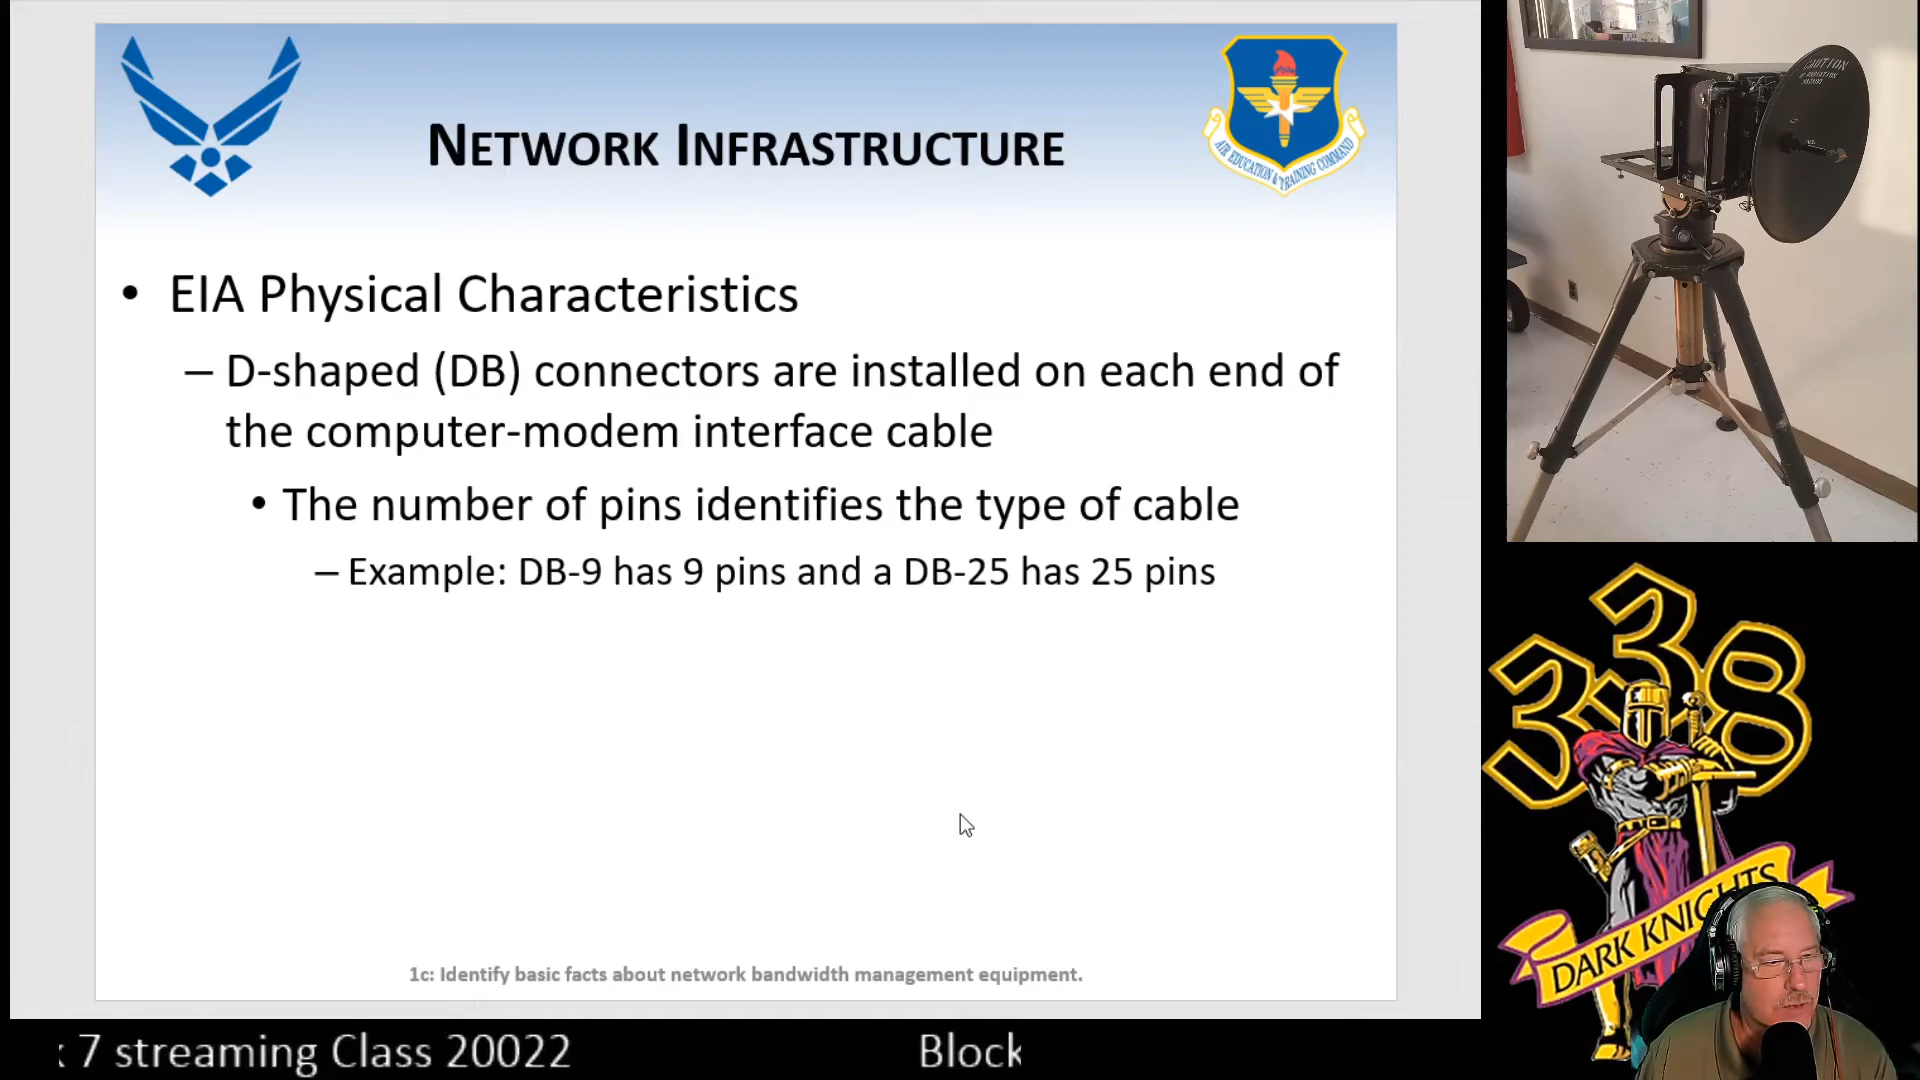 NETWORK INFRASTRUCTURE
AIR EDUCATION & TRAINING COMMAND
• EIA Physical Characteristics
– D-shaped (DB) connectors are installed on each end of
the computer-modem interface cable
• The number of pins identifies the type of cable
– Example: DB-9 has 9 pins and a DB-25 has 25 pins
1c: Identify basic facts about network bandwidth management equipment.
7 streaming Class 20022
Block
CAUTION
338
DARK KNIGHTS